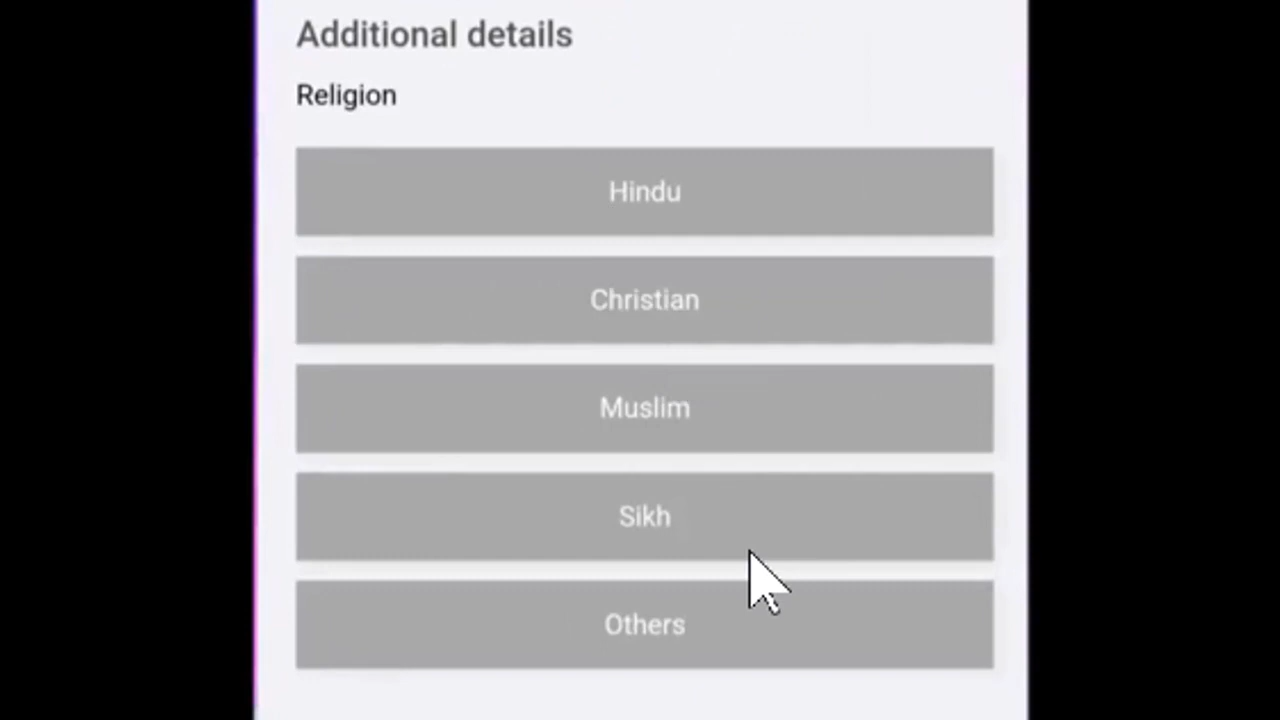 Additional details
Religion
Hindu
Christian
Muslim
Sikh
Others